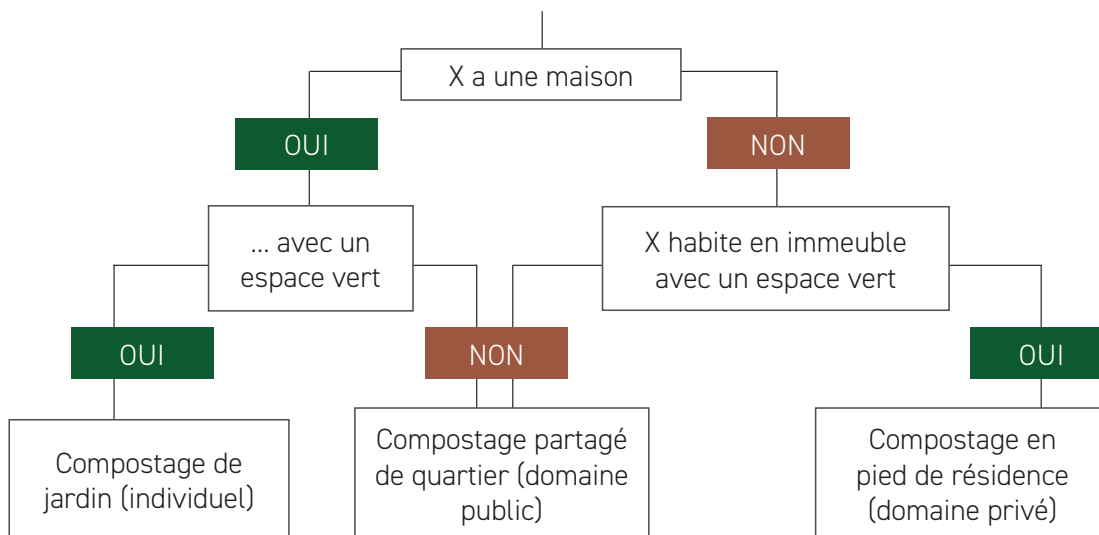 X a une maison
OUI
NON
... avec un
espace vert
X habite en immeuble
avec un espace vert
OUI
NON
OUI
Compostage de
jardin (individuel)
Compostage partagé
de quartier (domaine
public)
Compostage en
pied de résidence
(domaine privé)